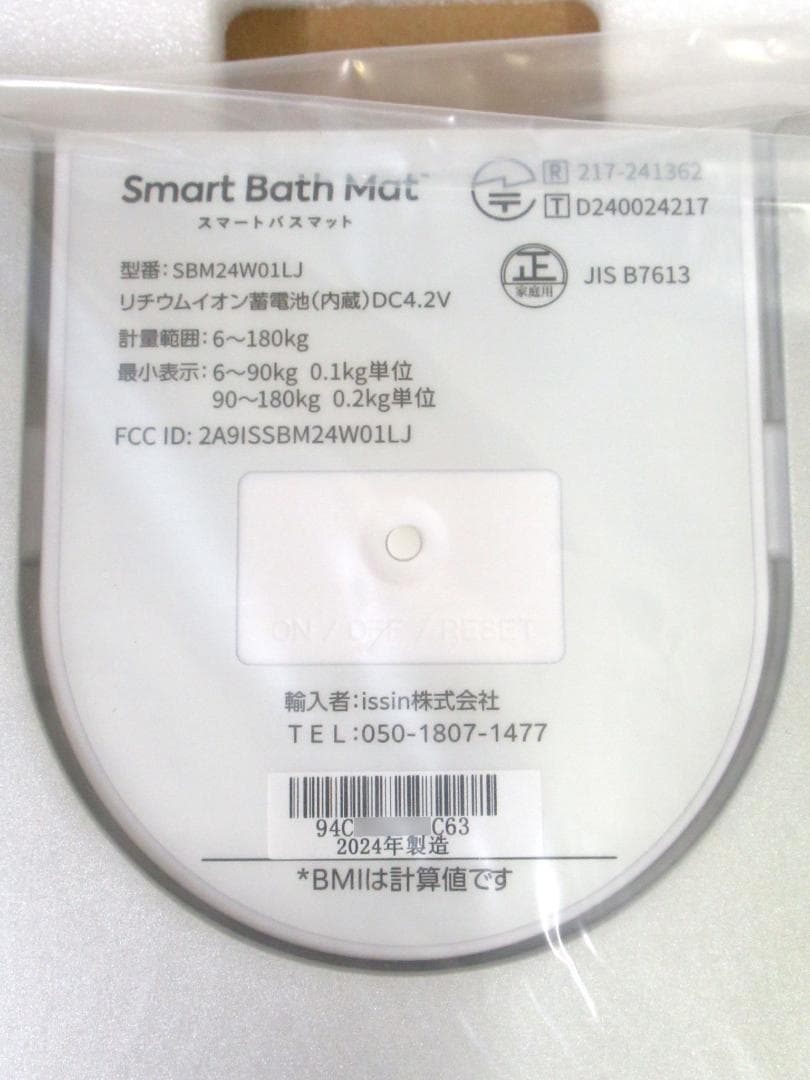 Smart Bath Mat™
スマートバスマット
R 217-241362
T D240024217
型番：SBM24W01LJ
正 家庭用 JIS B7613
リチウムイオン蓄電池（内蔵）DC4.2V
計量範囲：6〜180kg
最小表示：6〜90kg 0.1kg単位
90〜180kg 0.2kg単位
FCC ID: 2A9ISSBM24W01LJ
ON / OFF / RESET
輸入者：issin株式会社
TEL：050-1807-1477
94C C63
2024年製造
*BMIは計算値です